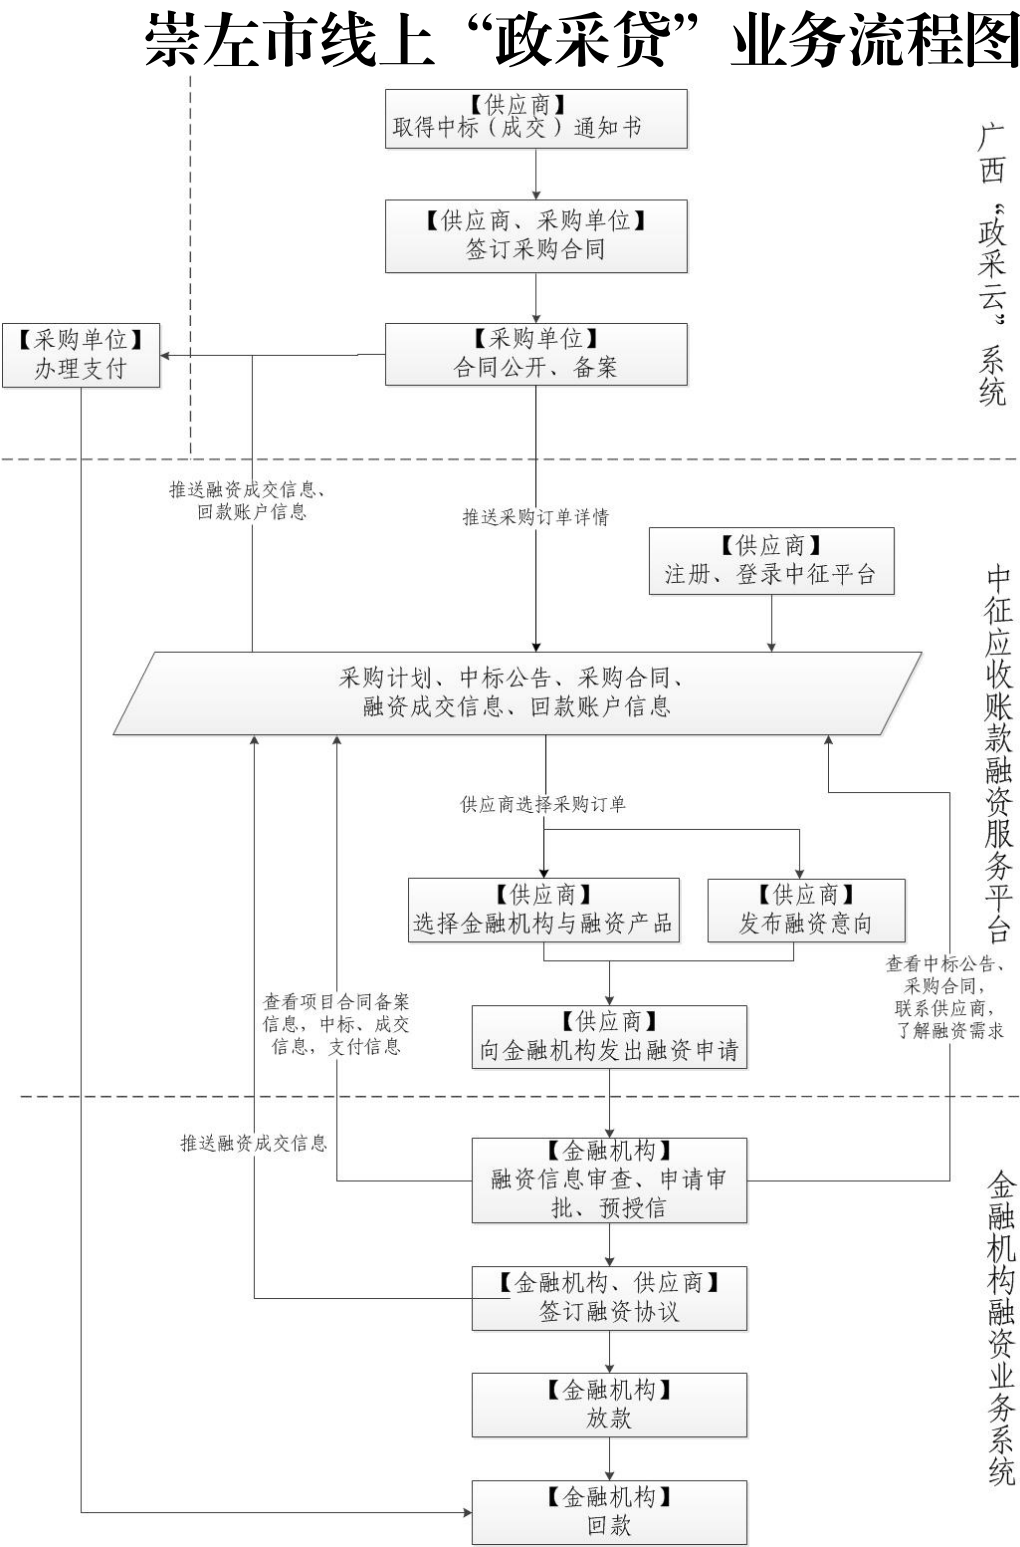 崇左市线上“政采贷”业务流程图
【供应商】
取得中标（成交）通知书
【供应商、采购单位】
签订采购合同
【采购单位】
办理支付
【采购单位】
合同公开、备案
广西“政采云”系统
推送融资成交信息、
回款账户信息
推送采购订单详情
【供应商】
注册、登录中征平台
采购计划、中标公告、采购合同、
融资成交信息、回款账户信息
中征应收账款融资服务平台
供应商选择采购订单
【供应商】
选择金融机构与融资产品
【供应商】
发布融资意向
查看中标公告、
采购合同，
联系供应商，
了解融资需求
查看项目合同备案
信息，中标、成交
信息，支付信息
【供应商】
向金融机构发出融资申请
推送融资成交信息
【金融机构】
融资信息审查、申请审
批、预授信
金融机构融资业务系统
【金融机构、供应商】
签订融资协议
【金融机构】
放款
【金融机构】
回款